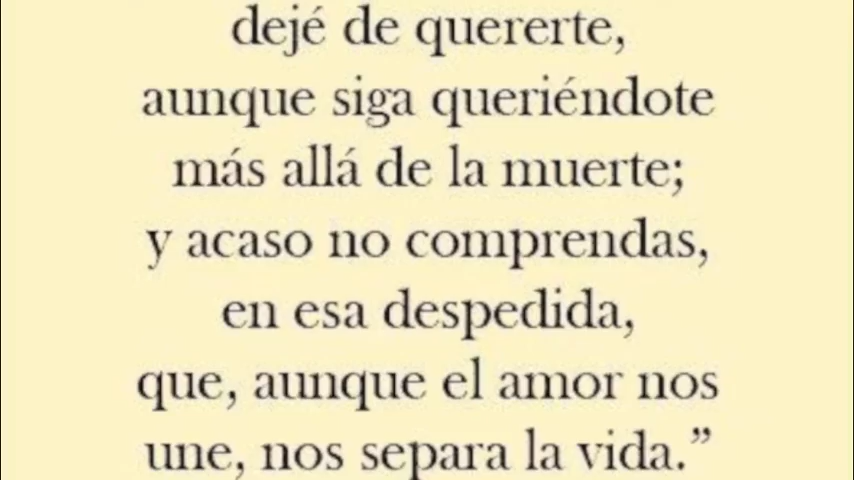 dejé de quererte,
aunque siga queriéndote
más allá de la muerte;
y acaso no comprendas,
en esa despedida,
que, aunque el amor nos
une, nos separa la vida.”